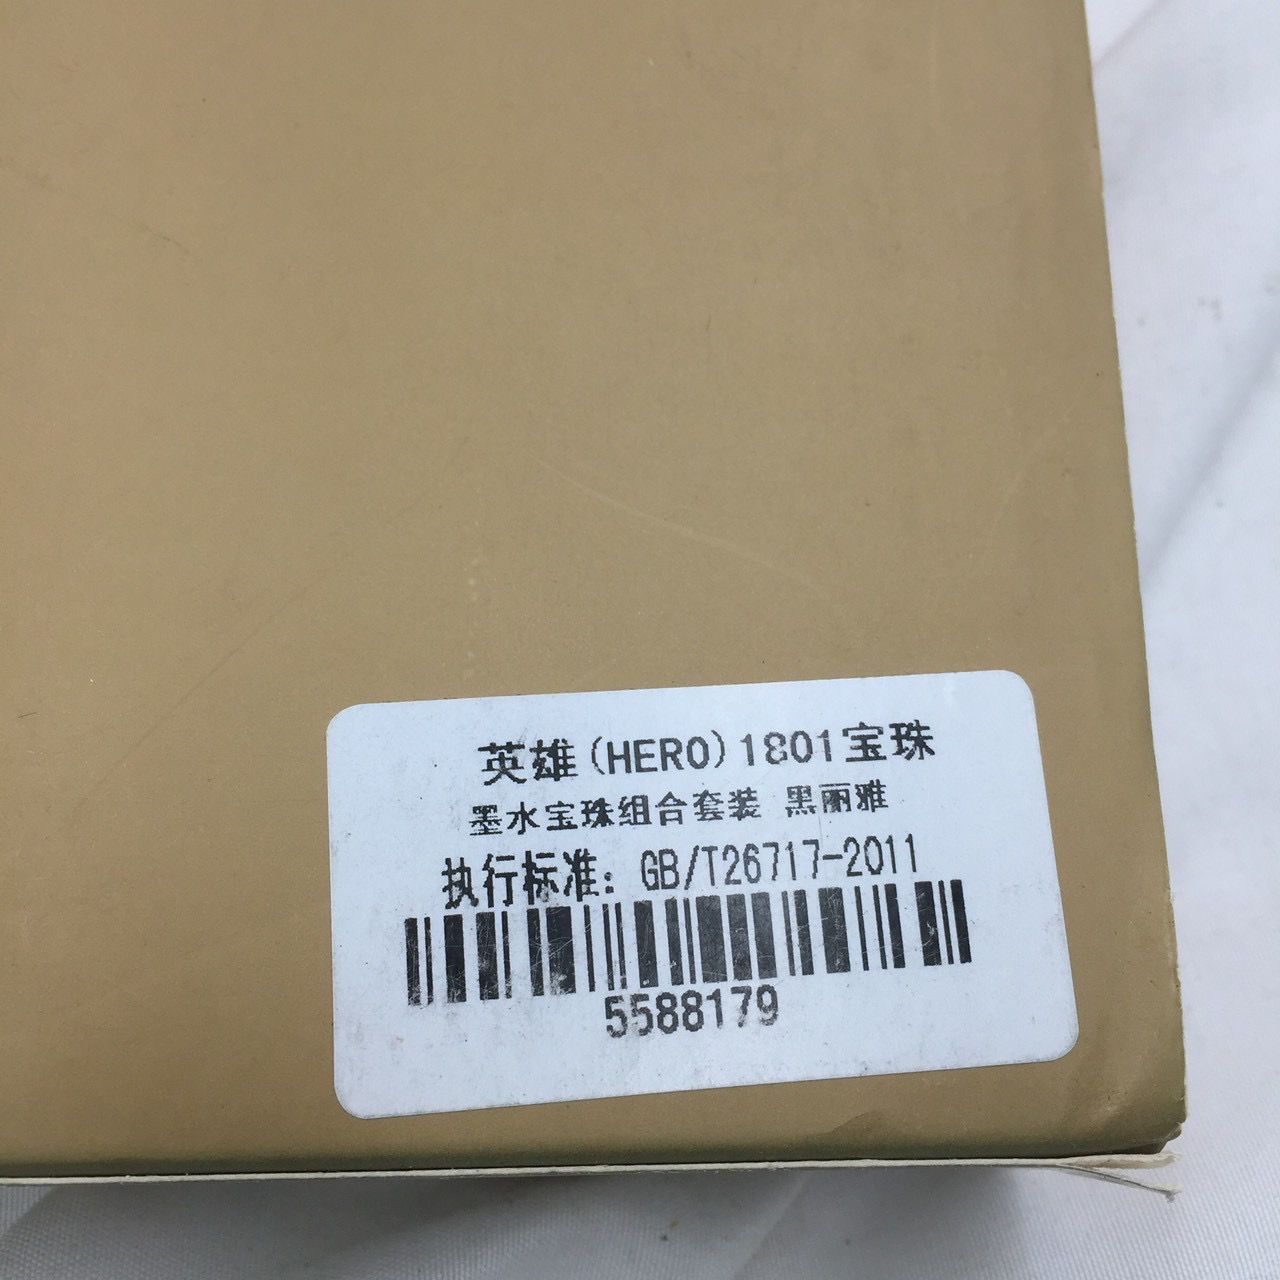 英雄(HERO)1801宝珠
墨水宝珠组合套装 黑丽雅
执行标准：GB/T26717-2011
5588179